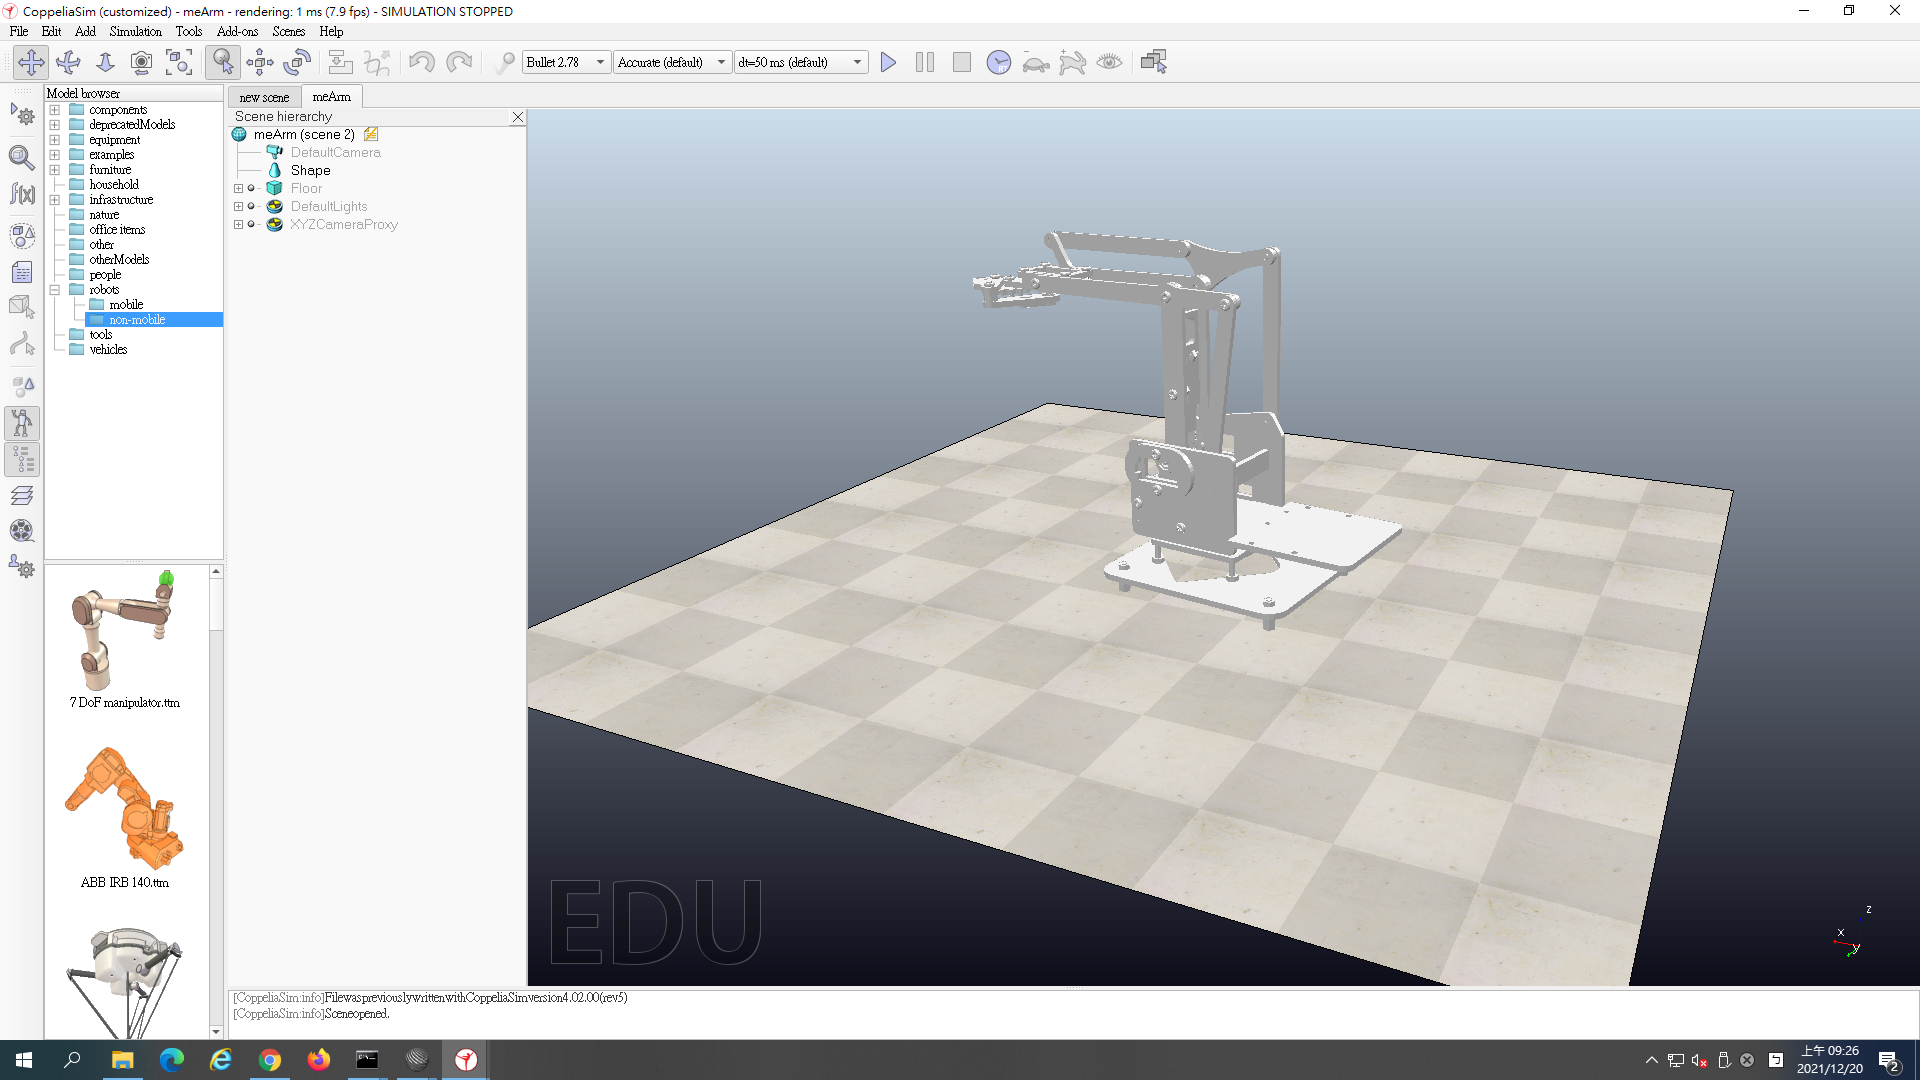 CoppeliaSim (customized) - meArm - rendering: 1 ms (7.9 fps) - SIMULATION STOPPED
File Edit Add Simulation Tools Add-ons Scenes Help
Bullet 2.78 Accurate (default) dt=50 ms (default)
Model browser
components
deprecatedModels
equipment
examples
furniture
household
infrastructure
nature
office items
other
otherModels
people
robots
mobile
non-mobile
tools
vehicles
7 DoF manipulator.ttm
ABB IRB 140.ttm
new scene meArm
Scene hierarchy
meArm (scene 2)
DefaultCamera
Shape
Floor
DefaultLights
XYZCameraProxy
f(x)
EDU
z
x
y
[CoppeliaSim:info]FilewaspreviouslywrittenwithCoppeliaSimversion4.02.00(rev5)
[CoppeliaSim:info]Sceneopened.
上午 09:26
2021/12/20
2